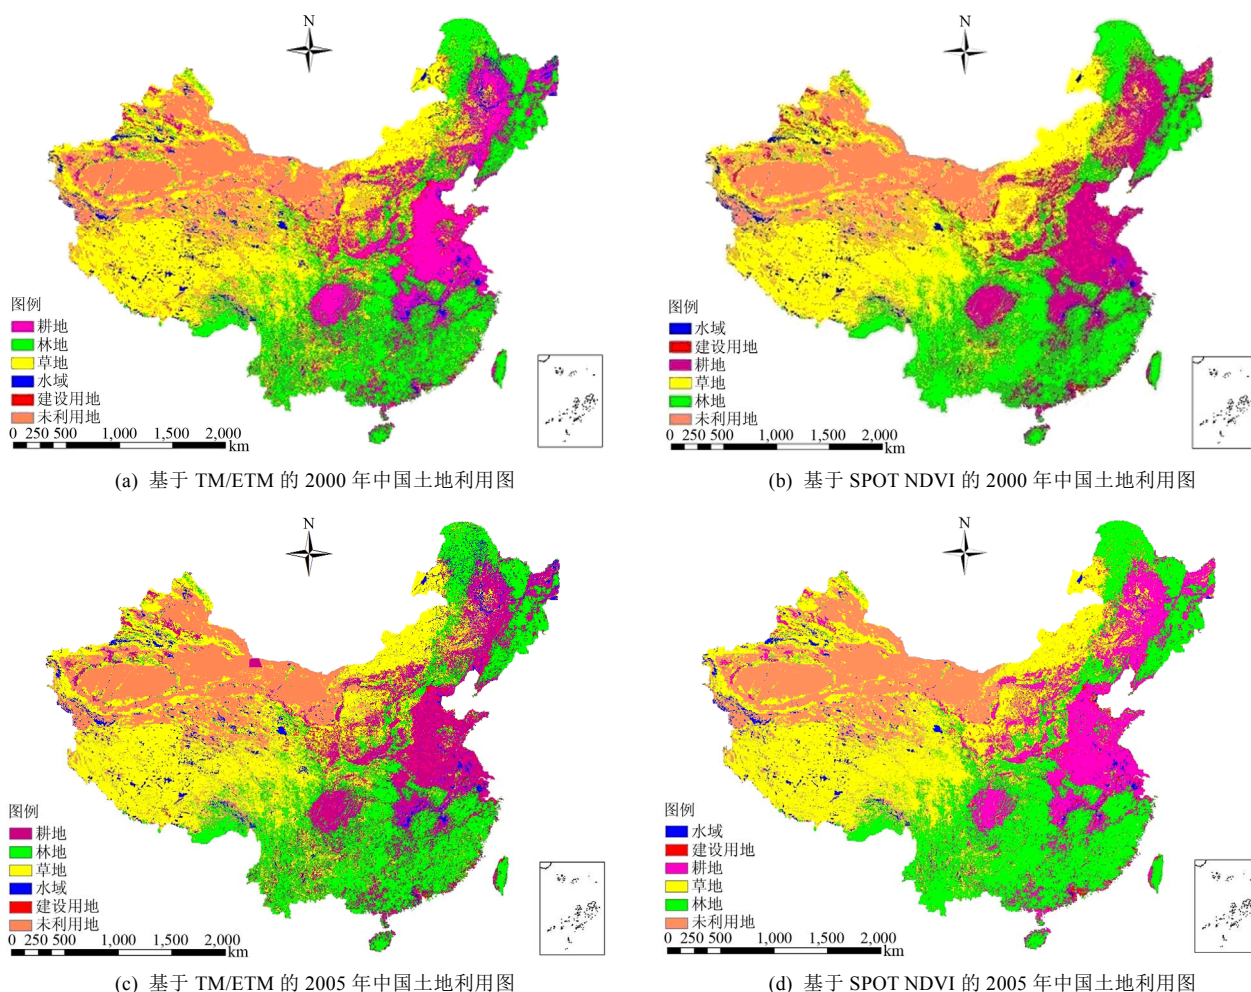 N
图例
耕地
林地
草地
水域
建设用地
未利用地
0 250 500 1,000 1,500 2,000
km
(a) 基于 TM/ETM 的 2000 年中国土地利用图
N
图例
水域
建设用地
耕地
草地
林地
未利用地
0 250 500 1,000 1,500 2,000
km
(b) 基于 SPOT NDVI 的 2000 年中国土地利用图
N
图例
耕地
林地
草地
水域
建设用地
未利用地
0 250 500 1,000 1,500 2,000
km
(c) 基于 TM/ETM 的 2005 年中国土地利用图
N
图例
水域
建设用地
耕地
草地
林地
未利用地
0 250 500 1,000 1,500 2,000
km
(d) 基于 SPOT NDVI 的 2005 年中国土地利用图